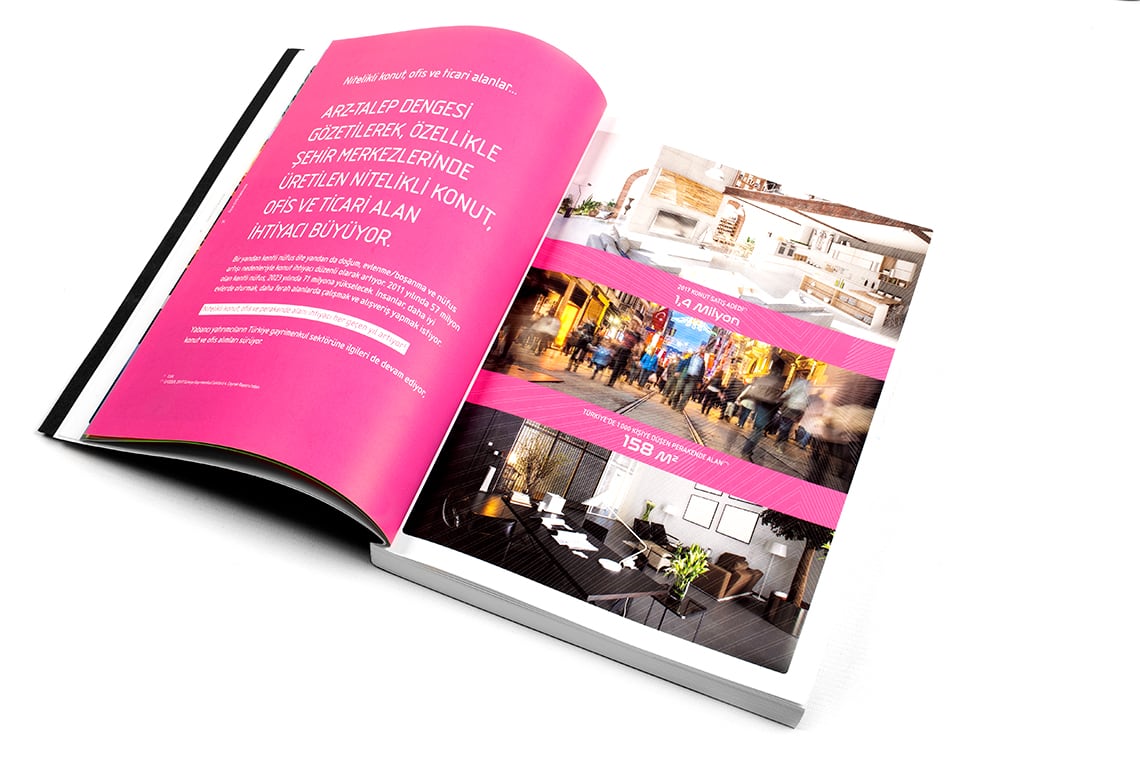 Nitelikli konut, ofis ve ticari alanlar...
ARZ-TALEP DENGESİ
GÖZETİLEREK, ÖZELLİKLE
ŞEHİR MERKEZLERİNDE
ÜRETİLEN NİTELİKLİ KONUT,
OFİS VE TİCARİ ALAN
İHTİYACI BÜYÜYOR.
Bir yandan kentli nüfus öte yandan da doğum, evlenme/boşanma ve nüfus
artışı nedenleriyle konut ihtiyacı düzenli olarak artıyor. 2011 yılında 57 milyon
olan kentli nüfus, 2023 yılında 71 milyona yükselecek. İnsanlar, daha iyi
evlerde oturmak, daha ferah alanlarda çalışmak ve alışveriş yapmak istiyor.
Nitelikli konut, ofis ve perakende alanı ihtiyacı her geçen yıl artıyor.
Yabancı yatırımcıların Türkiye gayrimenkul sektörüne ilgileri de devam ediyor,
konut ve ofis alımları sürüyor.
2017 KONUT SATIŞ ADEDİ
1,4 Milyon
TÜRKİYE'DE 1000 KİŞİYE DÜŞEN PERAKENDE ALAN
158 M²